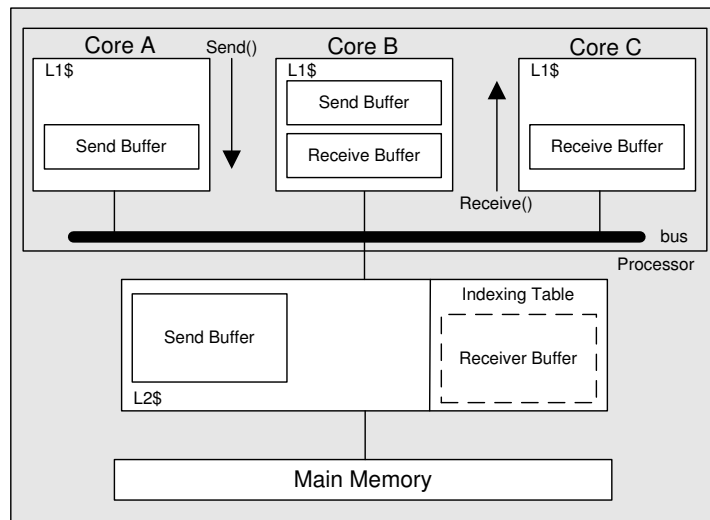 Core A
Send()
Core B
Core C
L1$
L1$
L1$
Send Buffer
Send Buffer
Receive Buffer
Receive Buffer
Receive()
bus
Processor
Indexing Table
Send Buffer
Receiver Buffer
L2$
Main Memory